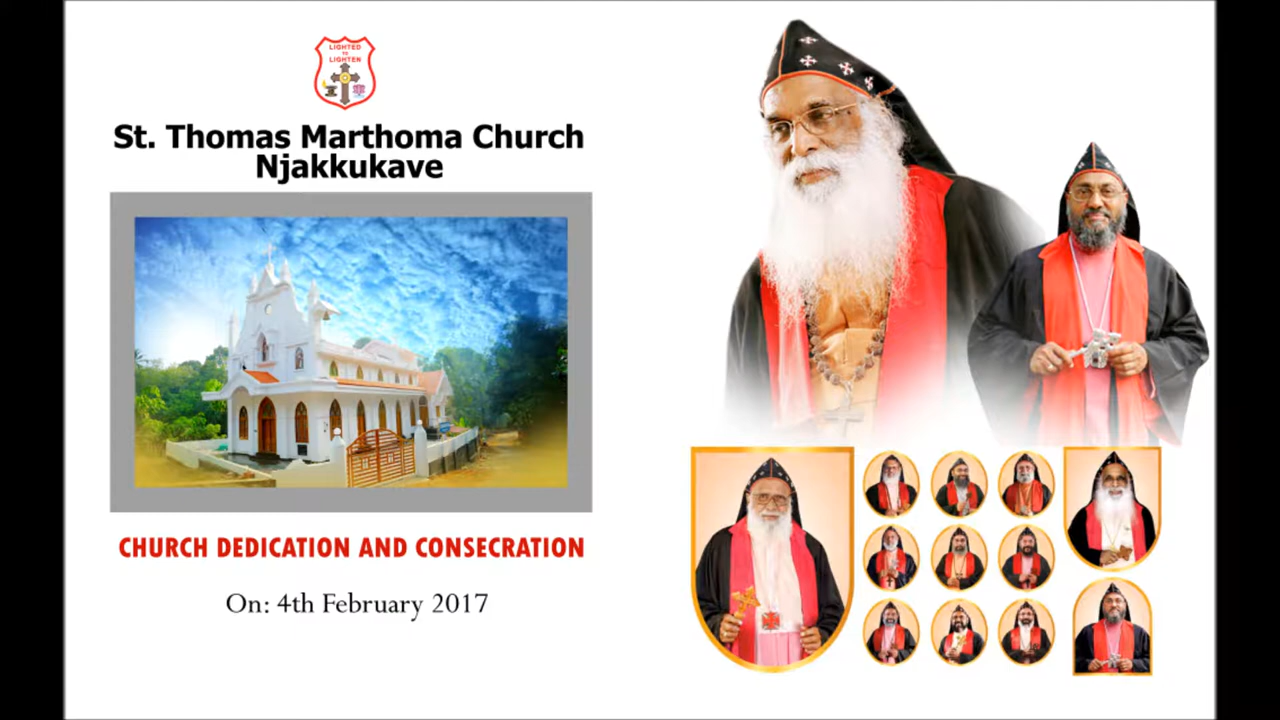 LIGHTED
TO
LIGHTEN
St. Thomas Marthoma Church
Njakkukave
CHURCH DEDICATION AND CONSECRATION
On: 4th February 2017